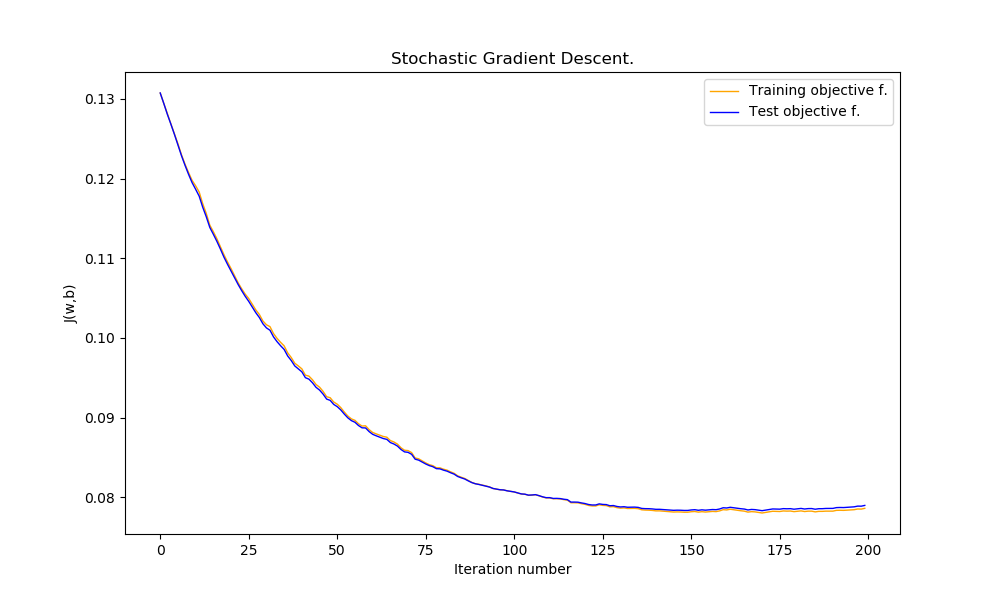 Stochastic Gradient Descent.
Training objective f.
Test objective f.
J(w,b)
0.13
0.12
0.11
0.10
0.09
0.08
0 25 50 75 100 125 150 175 200
Iteration number